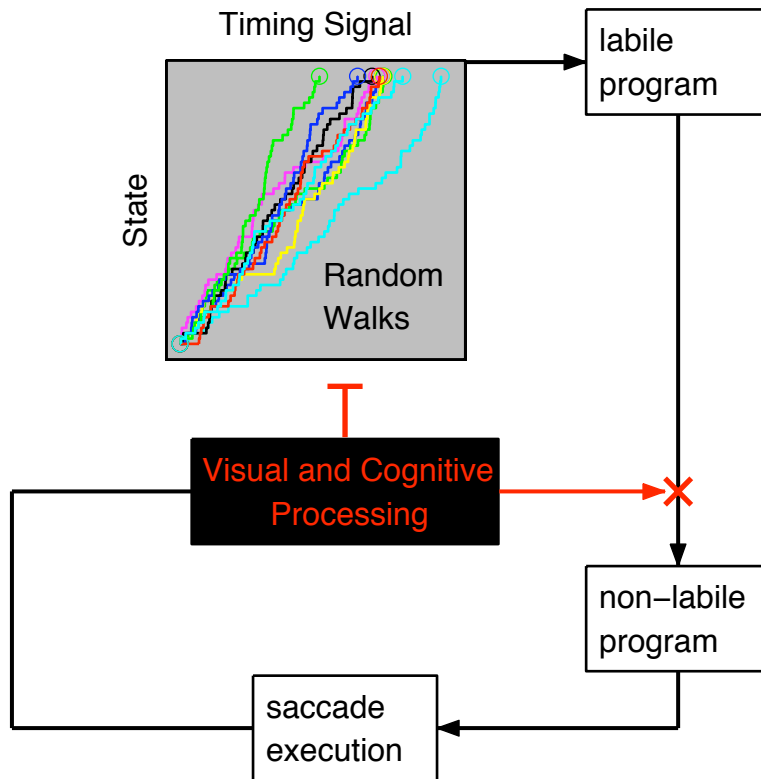 Timing Signal
labile
program
State
Random
Walks
Visual and Cognitive
Processing
non−labile
program
saccade
execution